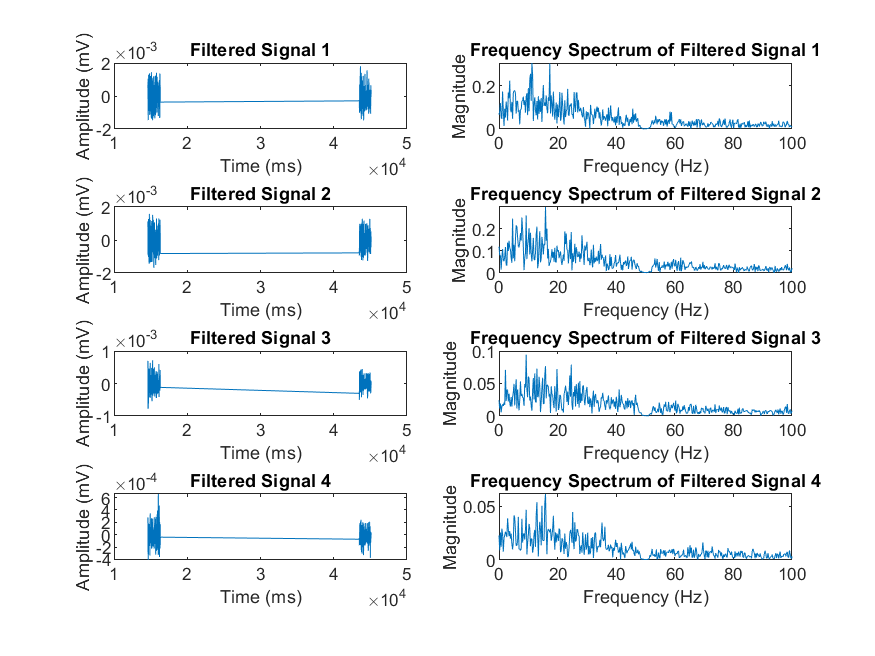 Filtered Signal 1
×10-3
Amplitude (mV)
2
0
-2
1 2 3 4 5
Time (ms)
×104
Frequency Spectrum of Filtered Signal 1
Magnitude
0.2
0
0 20 40 60 80 100
Frequency (Hz)
Filtered Signal 2
×10-3
Amplitude (mV)
2
0
-2
1 2 3 4 5
Time (ms)
×104
Frequency Spectrum of Filtered Signal 2
Magnitude
0.2
0.1
0
0 20 40 60 80 100
Frequency (Hz)
Filtered Signal 3
×10-3
Amplitude (mV)
1
0
-1
1 2 3 4 5
Time (ms)
×104
Frequency Spectrum of Filtered Signal 3
Magnitude
0.1
0.05
0
0 20 40 60 80 100
Frequency (Hz)
Filtered Signal 4
×10-4
Amplitude (mV)
6
4
2
0
-2
-4
1 2 3 4 5
Time (ms)
×104
Frequency Spectrum of Filtered Signal 4
Magnitude
0.05
0
0 20 40 60 80 100
Frequency (Hz)